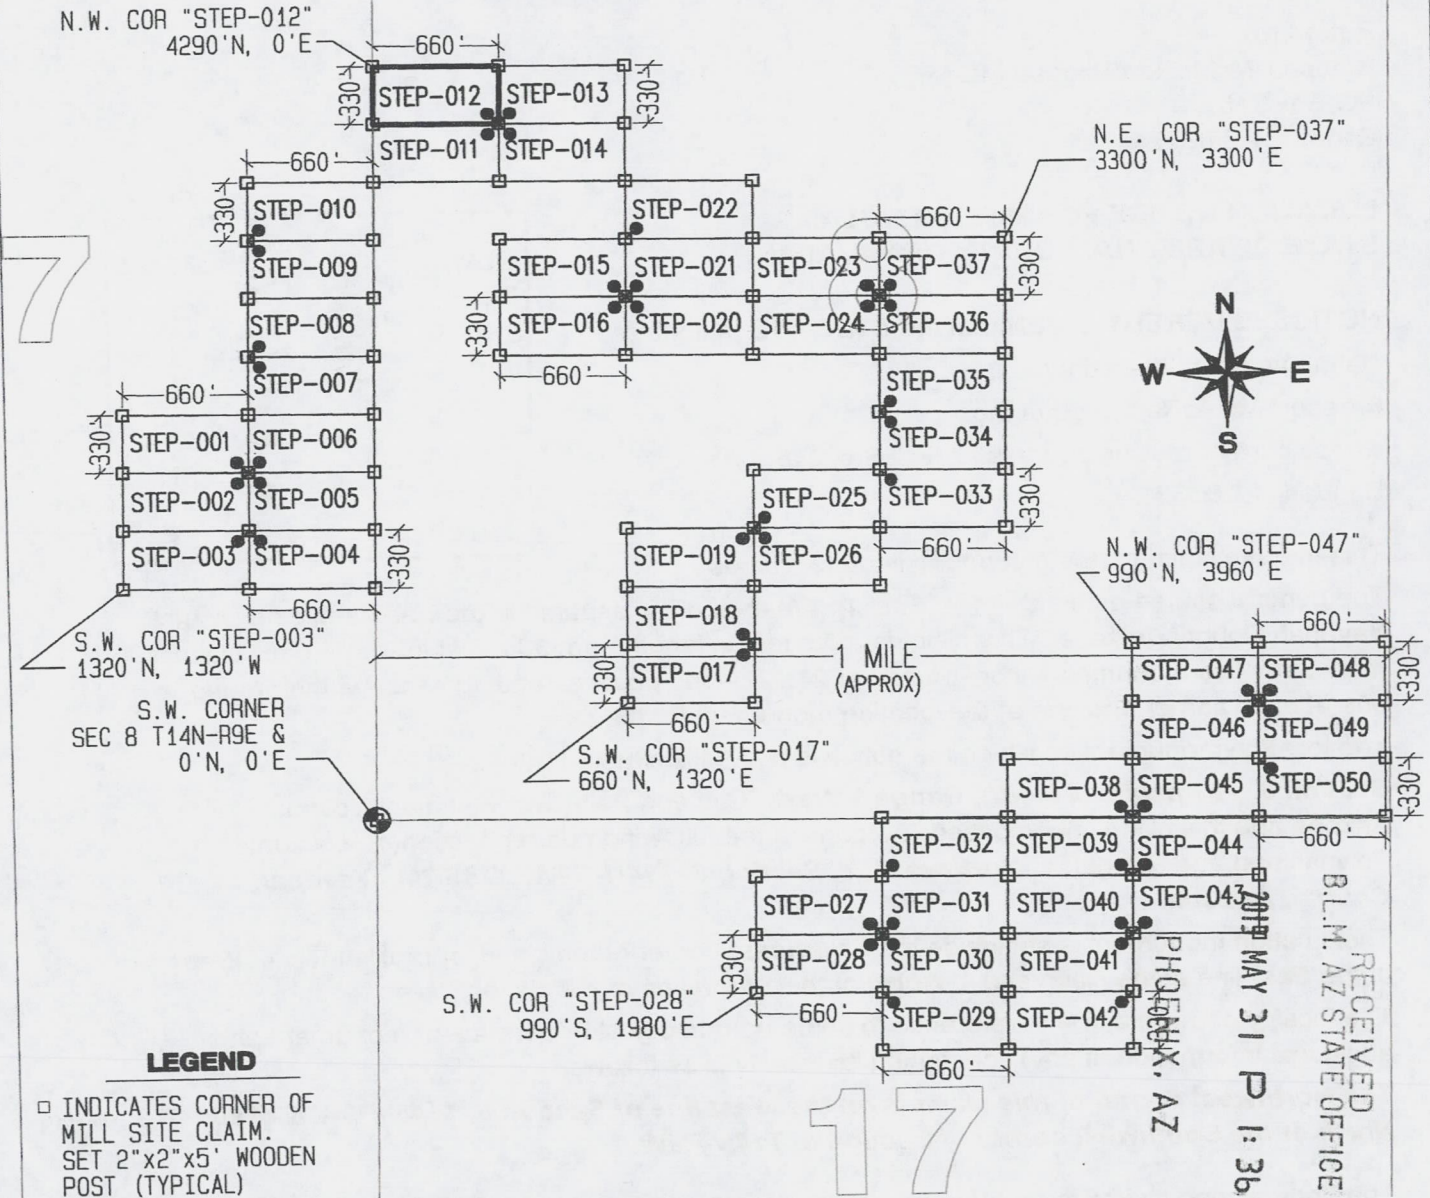 N.W. COR "STEP-012"
4290'N, 0'E
660'
330'
STEP-012
STEP-013
330'
STEP-011
STEP-014
N.E. COR "STEP-037"
3300'N, 3300'E
660'
330'
STEP-010
STEP-022
660'
STEP-009
STEP-015
STEP-021
STEP-023
STEP-037
330'
7
STEP-008
330'
STEP-016
STEP-020
STEP-024
STEP-036
N
W
E
S
STEP-007
660'
STEP-035
660'
330'
STEP-001
STEP-006
STEP-034
STEP-002
STEP-005
STEP-025
STEP-033
330'
STEP-003
STEP-004
330'
STEP-019
STEP-026
660'
N.W. COR "STEP-047"
990'N, 3960'E
660'
STEP-018
660'
S.W. COR "STEP-003"
1320'N, 1320'W
1 MILE
(APPROX)
STEP-047
STEP-048
330'
330'
STEP-017
S.W. CORNER
SEC 8 T14N-R9E &
0'N, 0'E
660'
STEP-046
STEP-049
S.W. COR "STEP-017"
660'N, 1320'E
STEP-038
STEP-045
STEP-050
330'
STEP-032
STEP-039
STEP-044
660'
STEP-027
STEP-031
STEP-040
STEP-043
330'
STEP-028
STEP-030
STEP-041
S.W. COR "STEP-028"
990'S, 1980'E
660'
STEP-029
STEP-042
660'
17
RECEIVED
B.L.M. AZ STATE OFFICE
MAY 31 P 1:36
PHOENIX, AZ
LEGEND
INDICATES CORNER OF
MILL SITE CLAIM.
SET 2"x2"x5' WOODEN
POST (TYPICAL)